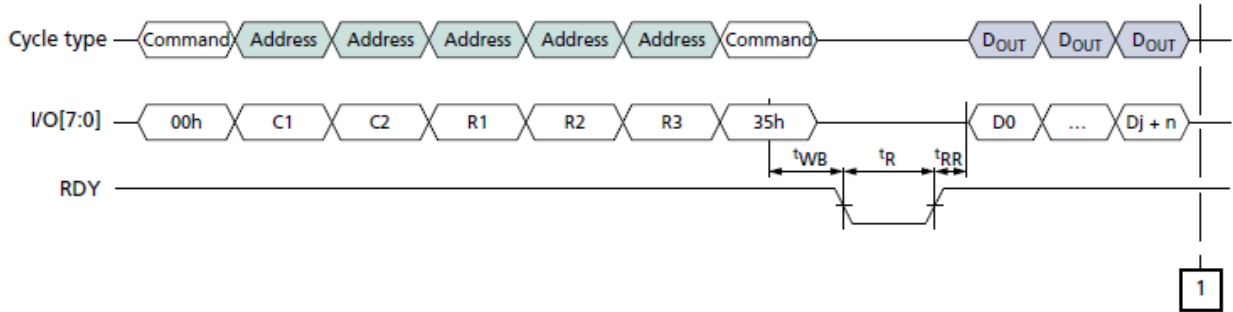 Cycle type Command Address Address Address Address Address Command DOUT DOUT DOUT
I/O[7:0] 00h C1 C2 R1 R2 R3 35h D0 ... Dj + n
tWB tR tRR
RDY
1